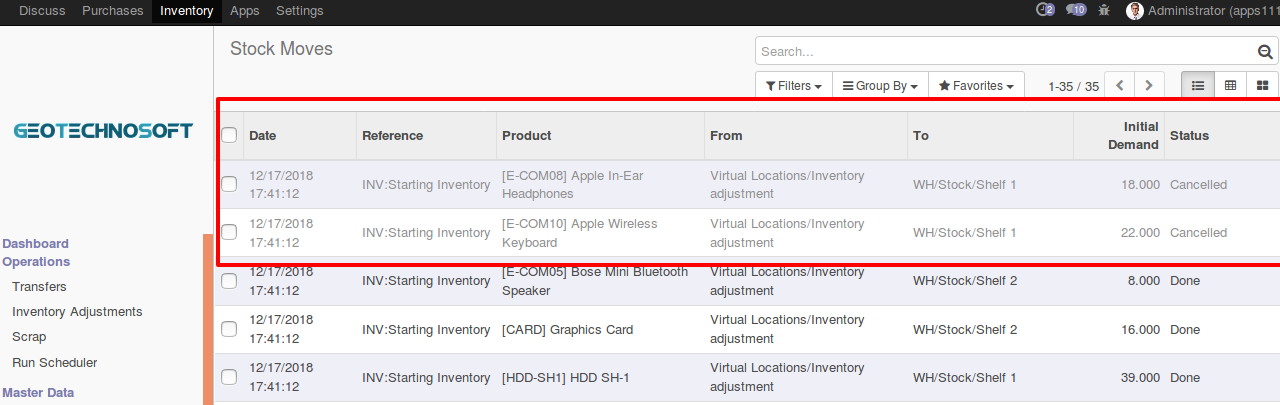 Discuss Purchases Inventory Apps Settings 2 10 Administrator (apps111
Stock Moves
Search...
Filters Group By Favorites 1-35 / 35
GEOTECHNOSOFT
Date Reference Product From To Initial Demand Status
12/17/2018 17:41:12 INV:Starting Inventory [E-COM08] Apple In-Ear Headphones Virtual Locations/Inventory adjustment WH/Stock/Shelf 1 18.000 Cancelled
12/17/2018 17:41:12 INV:Starting Inventory [E-COM10] Apple Wireless Keyboard Virtual Locations/Inventory adjustment WH/Stock/Shelf 1 22.000 Cancelled
12/17/2018 17:41:12 INV:Starting Inventory [E-COM05] Bose Mini Bluetooth Speaker Virtual Locations/Inventory adjustment WH/Stock/Shelf 2 8.000 Done
12/17/2018 17:41:12 INV:Starting Inventory [CARD] Graphics Card Virtual Locations/Inventory adjustment WH/Stock/Shelf 2 16.000 Done
12/17/2018 17:41:12 INV:Starting Inventory [HDD-SH1] HDD SH-1 Virtual Locations/Inventory adjustment WH/Stock/Shelf 1 39.000 Done
Dashboard
Operations
Transfers
Inventory Adjustments
Scrap
Run Scheduler
Master Data